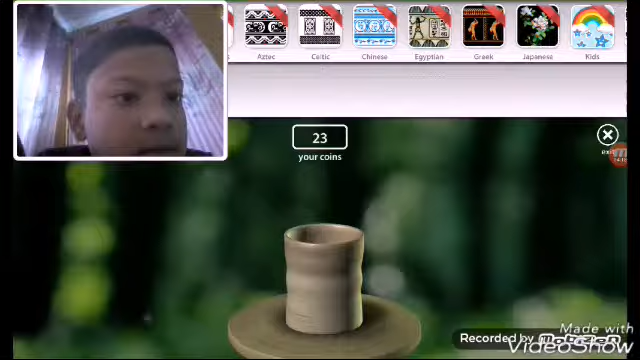 Aztec
Celtic
Chinese
Egyptian
Greek
Japanese
Kids
23
your coins
Recorded by
Made with
VideoShow